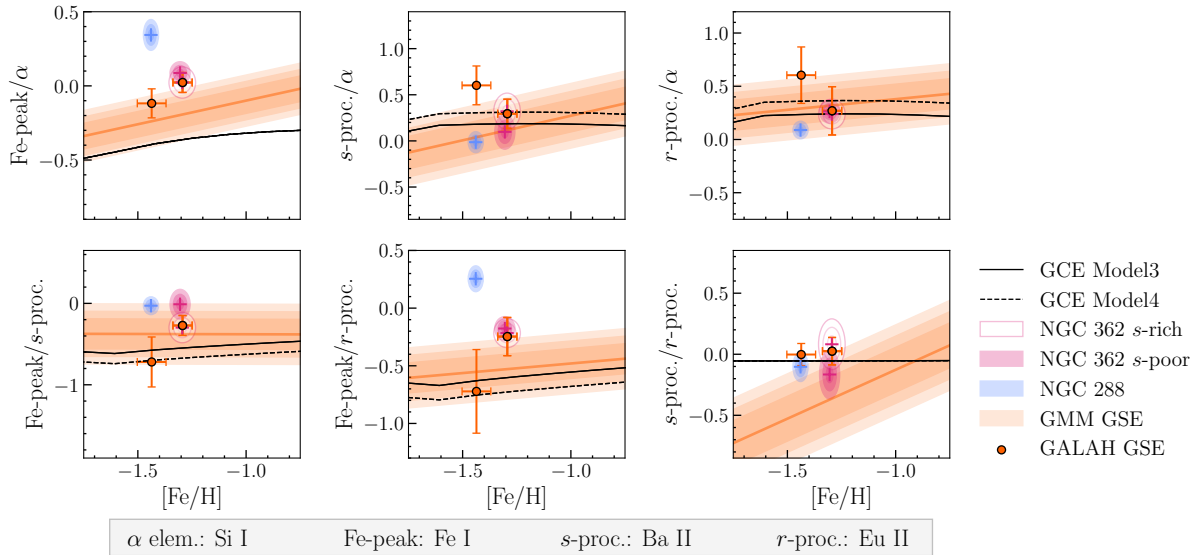 0.5
0.0
−0.5
Fe-peak/α
1.0
0.5
0.0
−0.5
s-proc./α
1.0
0.5
0.0
−0.5
r-proc./α
0
−1
Fe-peak/s-proc.
−1.5
−1.0
[Fe/H]
0.5
0.0
−0.5
−1.0
Fe-peak/r-proc.
−1.5
−1.0
[Fe/H]
0.5
0.0
−0.5
s-proc./r-proc.
−1.5
−1.0
[Fe/H]
GCE Model3
GCE Model4
NGC 362 s-rich
NGC 362 s-poor
NGC 288
GMM GSE
GALAH GSE
α elem.: Si I Fe-peak: Fe I s-proc.: Ba II r-proc.: Eu II